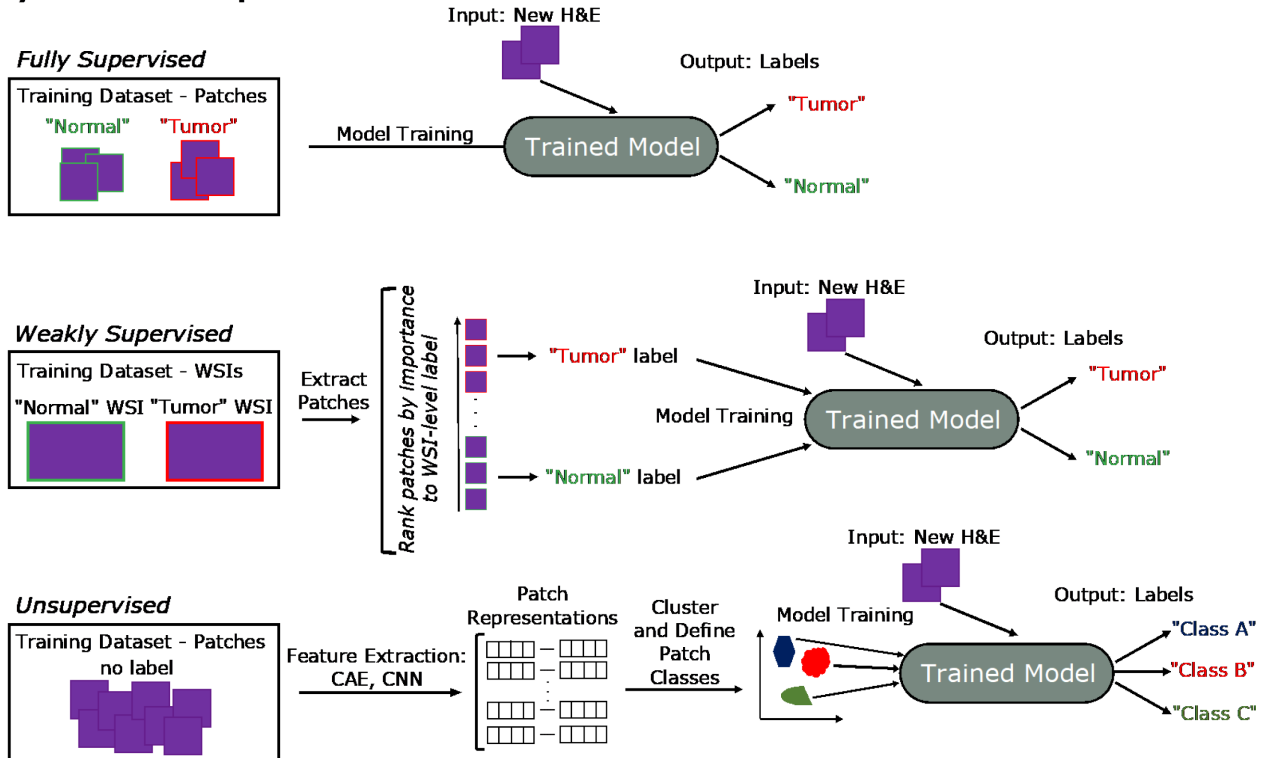 Input: New H&E
Fully Supervised
Output: Labels
Training Dataset - Patches
"Normal"
"Tumor"
Model Training
Trained Model
"Tumor"
"Normal"
Input: New H&E
Weakly Supervised
Output: Labels
Training Dataset - WSIs
"Normal" WSI
"Tumor" WSI
Extract
Patches
Rank patches by Importance
to WSI-level label
"Tumor" label
Model Training
"Normal" label
Trained Model
"Tumor"
"Normal"
Input: New H&E
Unsupervised
Output: Labels
Training Dataset - Patches
no label
Feature Extraction:
CAE, CNN
Patch
Representations
Cluster
and Define
Patch
Classes
Model Training
Trained Model
"Class A"
"Class B"
"Class C"